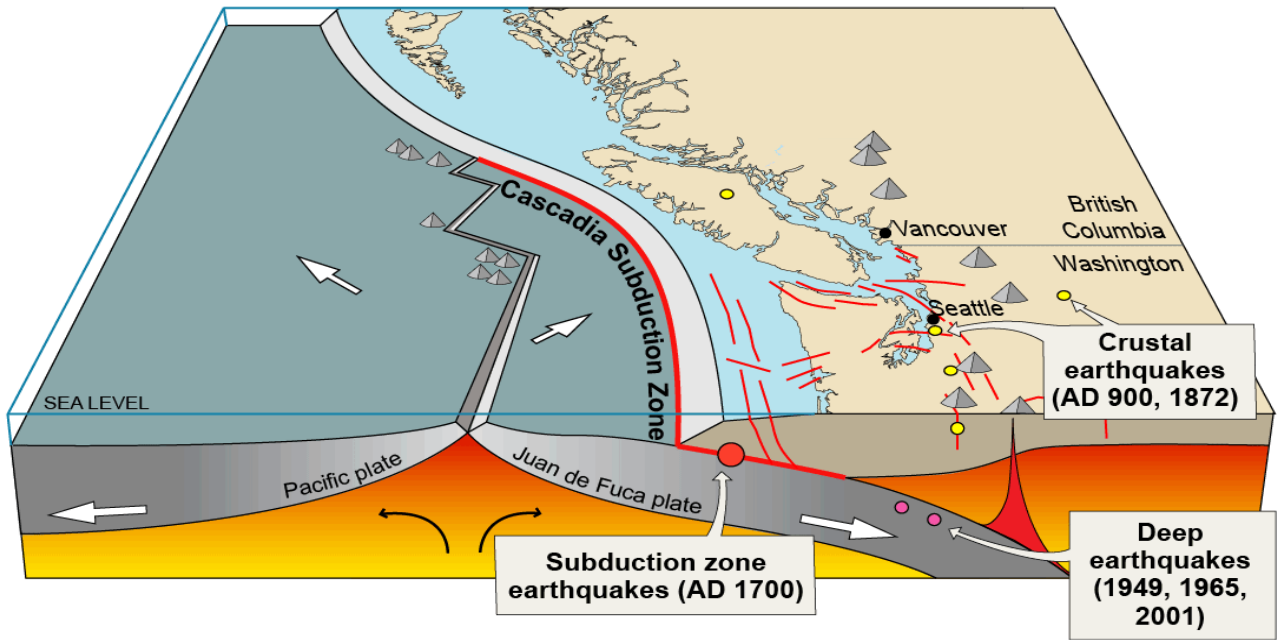 Cascadia Subduction Zone
Vancouver
British
Columbia
Washington
Seattle
Crustal
earthquakes
(AD 900, 1872)
SEA LEVEL
Pacific plate
Juan de Fuca plate
Subduction zone
earthquakes (AD 1700)
Deep
earthquakes
(1949, 1965,
2001)